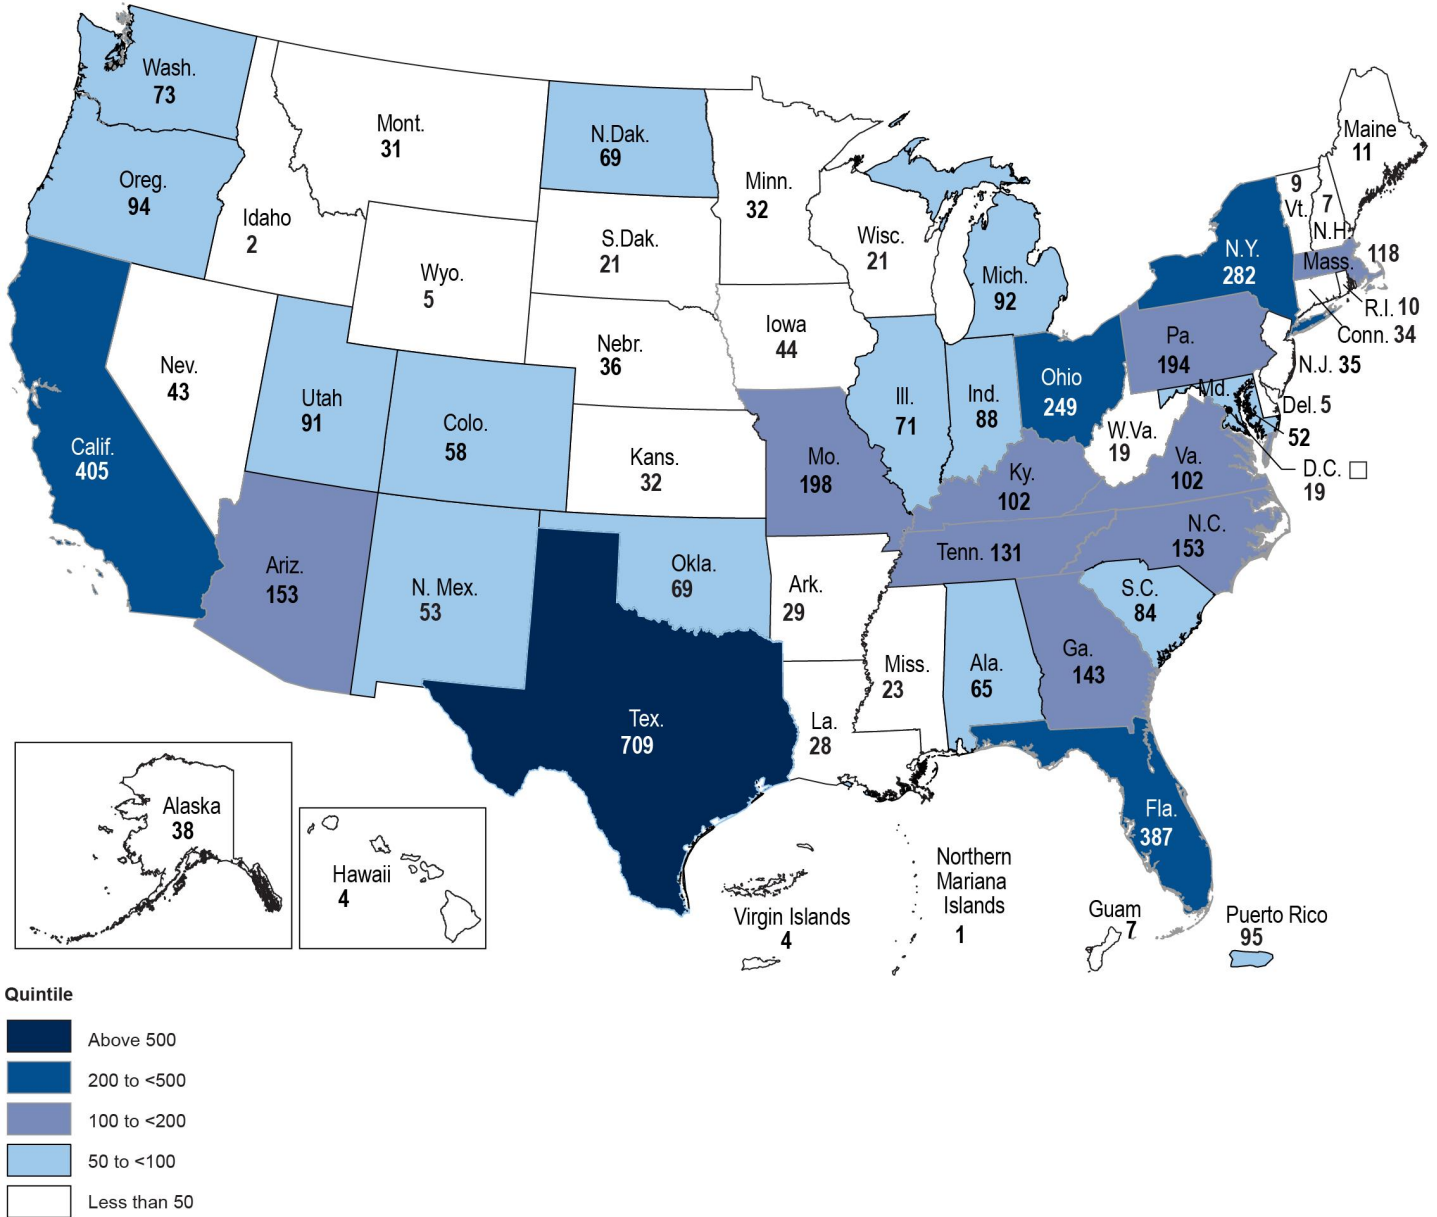 Wash.
73
Oreg.
94
Idaho
2
Mont.
31
N.Dak.
69
Minn.
32
S.Dak.
21
Wyo.
5
Wisc.
21
Mich.
92
Nebr.
36
Iowa
44
Nev.
43
Utah
91
Colo.
58
Kans.
32
Calif.
405
Ariz.
153
N. Mex.
53
Okla.
69
Tex.
709
Mo.
198
Ark.
29
La.
28
Miss.
23
Ala.
65
Ga.
143
Fla.
387
S.C.
84
N.C.
153
Tenn. 131
Ky.
102
Va.
102
W.Va.
19
Ill.
71
Ind.
88
Ohio
249
Pa.
194
N.Y.
282
9
Vt.
7
N.H.
Maine
11
Mass.
118
R.I. 10
Conn. 34
N.J. 35
Del. 5
Md.
52
D.C.
19
Alaska
38
Hawaii
4
Virgin Islands
4
Northern
Mariana
Islands
1
Guam
7
Puerto Rico
95
Quintile
Above 500
200 to <500
100 to <200
50 to <100
Less than 50